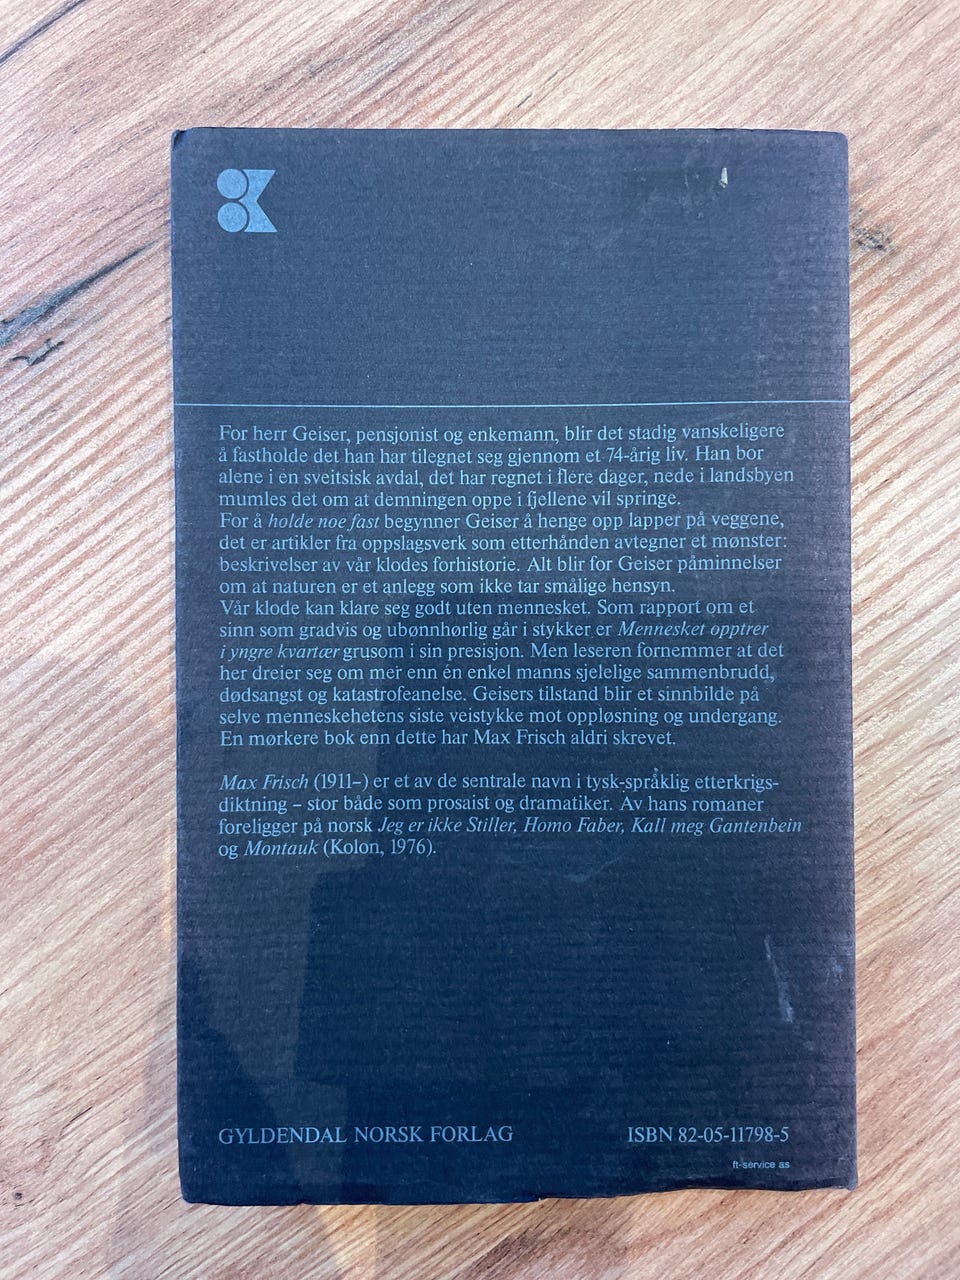 For herr Geiser, pensjonist og enkemann, blir det stadig vanskeligere
å fastholde det han har tilegnet seg gjennom et 74-årig liv. Han bor
alene i en sveitsisk avdal, det har regnet i flere dager, nede i landsbyen
mumles det om at demningen oppe i fjellene vil springe.
For å holde noe fast begynner Geiser å henge opp lapper på veggene,
det er artikler fra oppslagsverk som etterhånden avtegner et mønster:
beskrivelser av vår klodes forhistorie. Alt blir for Geiser påminnelser
om at naturen er et anlegg som ikke tar smålige hensyn.
Vår klode kan klare seg godt uten mennesket. Som rapport om et
sinn som gradvis og ubønnhørlig går i stykker er Mennesket opptrer
i yngre kvartær grusom i sin presisjon. Men leseren fornemmer at det
her dreier seg om mer enn én enkel manns sjelelige sammenbrudd,
dødsangst og katastrofeanelse. Geisers tilstand blir et sinnbilde på
selve menneskehetens siste veistykke mot oppløsning og undergang.
En mørkere bok enn dette har Max Frisch aldri skrevet.
Max Frisch (1911–) er et av de sentrale navn i tysk-språklig etterkrigs-
diktning – stor både som prosaist og dramatiker. Av hans romaner
foreligger på norsk Jeg er ikke Stiller, Homo Faber, Kall meg Gantenbein
og Montauk (Kolon, 1976).
GYLDENDAL NORSK FORLAG ISBN 82-05-11798-5
ft-service as